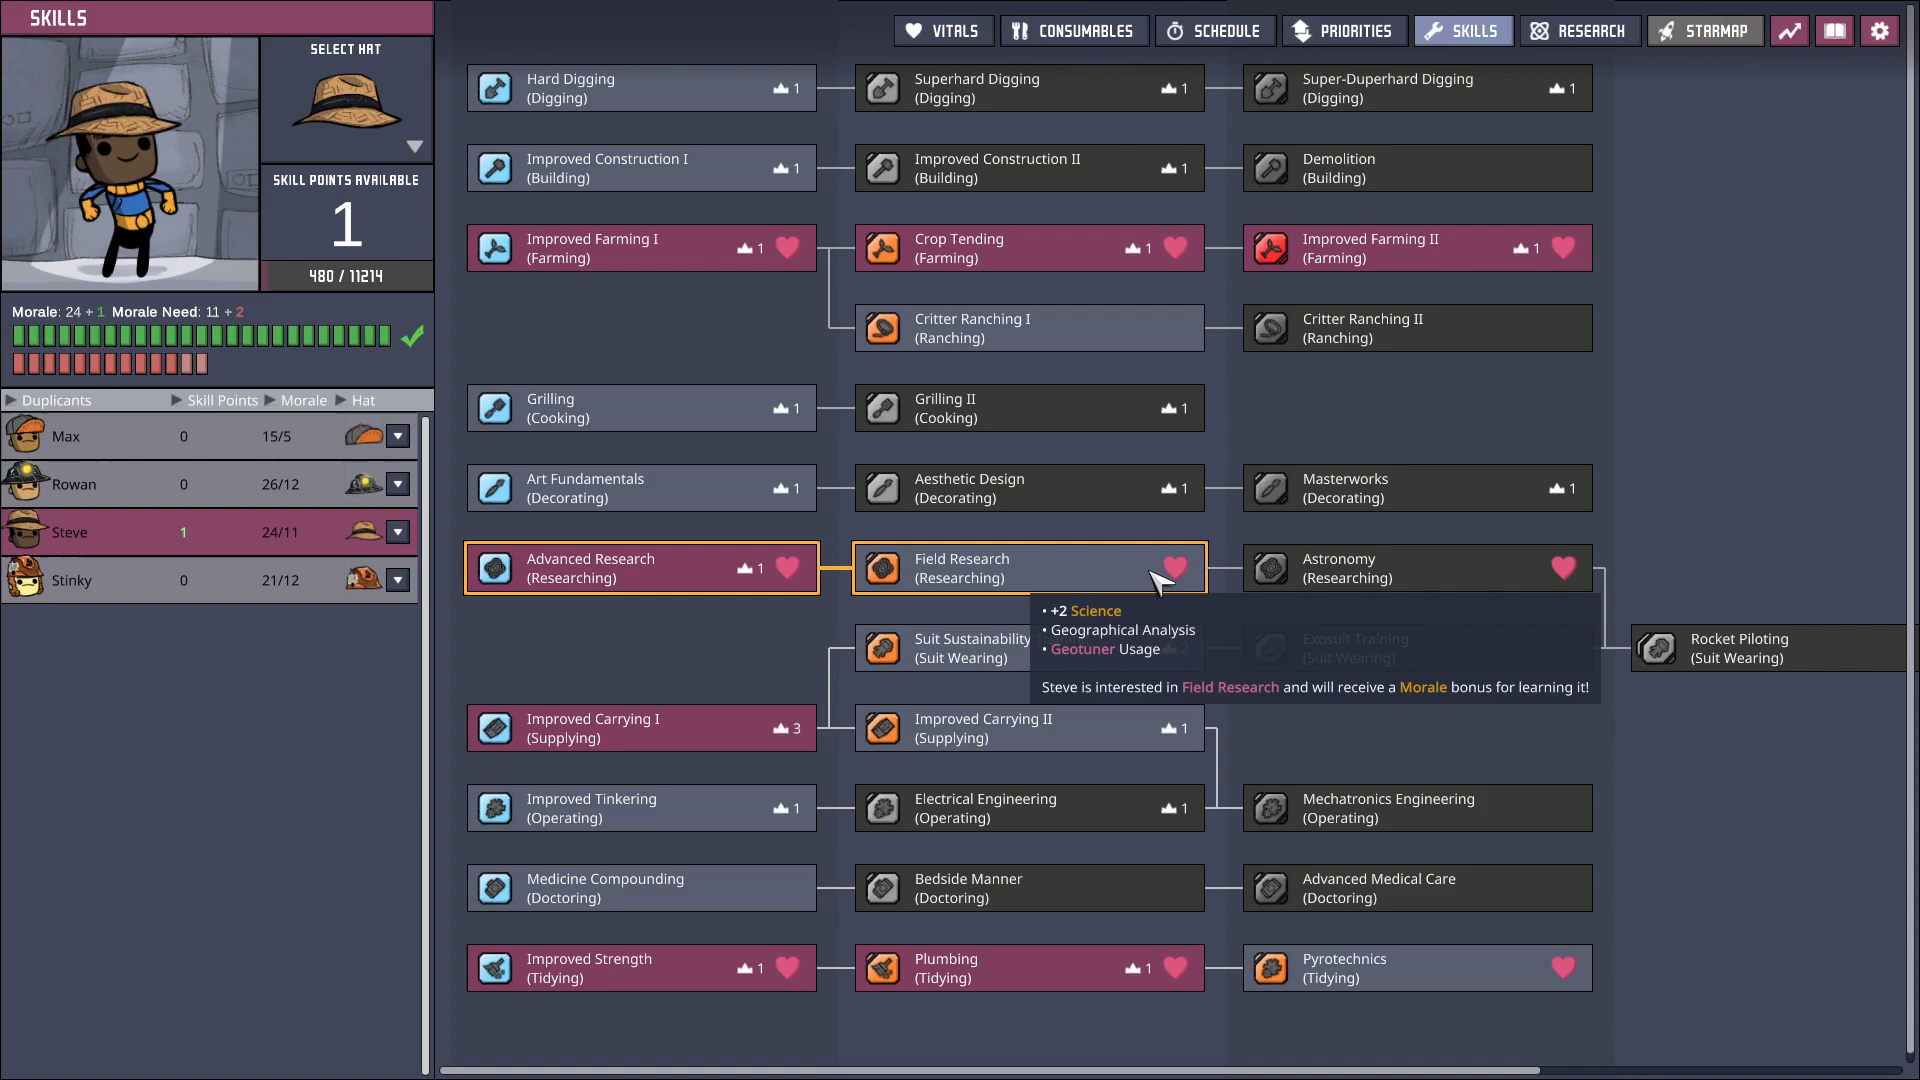 SKILLS
VITALS
CONSUMABLES
SCHEDULE
PRIORITIES
SKILLS
RESEARCH
STARMAP
SELECT HAT
SKILL POINTS AVAILABLE
1
480 / 11214
Morale: 24 + 1 Morale Need: 11 + 2
Duplicants Skill Points Morale Hat
Max 0 15/5
Rowan 0 26/12
Steve 1 24/11
Stinky 0 21/12
Hard Digging
(Digging)
1
Superhard Digging
(Digging)
1
Super-Duperhard Digging
(Digging)
1
Improved Construction I
(Building)
1
Improved Construction II
(Building)
1
Demolition
(Building)
Improved Farming I
(Farming)
1
Crop Tending
(Farming)
1
Improved Farming II
(Farming)
1
Critter Ranching I
(Ranching)
Critter Ranching II
(Ranching)
Grilling
(Cooking)
1
Grilling II
(Cooking)
1
Art Fundamentals
(Decorating)
1
Aesthetic Design
(Decorating)
1
Masterworks
(Decorating)
1
Advanced Research
(Researching)
1
Field Research
(Researching)
Astronomy
(Researching)
• +2 Science
• Geographical Analysis
• Geotuner Usage
Steve is interested in Field Research and will receive a Morale bonus for learning it!
Suit Sustainability
(Suit Wearing)
2
Exosuit Training
(Suit Wearing)
Rocket Piloting
(Suit Wearing)
Improved Carrying I
(Supplying)
3
Improved Carrying II
(Supplying)
1
Improved Tinkering
(Operating)
1
Electrical Engineering
(Operating)
1
Mechatronics Engineering
(Operating)
Medicine Compounding
(Doctoring)
Bedside Manner
(Doctoring)
Advanced Medical Care
(Doctoring)
Improved Strength
(Tidying)
1
Plumbing
(Tidying)
1
Pyrotechnics
(Tidying)